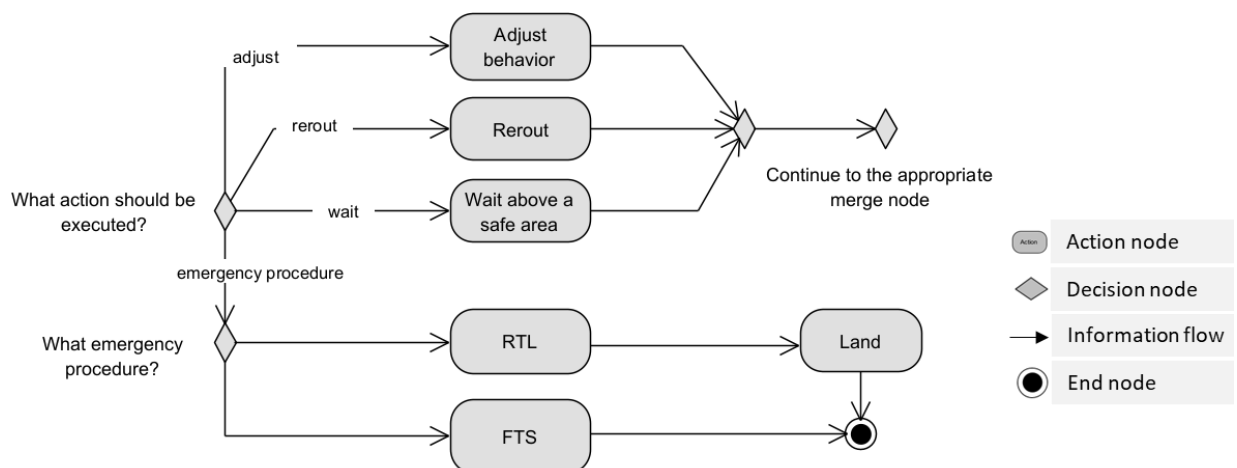 adjust
Adjust
behavior
rerout
Rerout
What action should be
executed?
wait
Wait above a
safe area
Continue to the appropriate
merge node
emergency procedure
What emergency
procedure?
RTL
Land
FTS
Action
Action node
Decision node
Information flow
End node